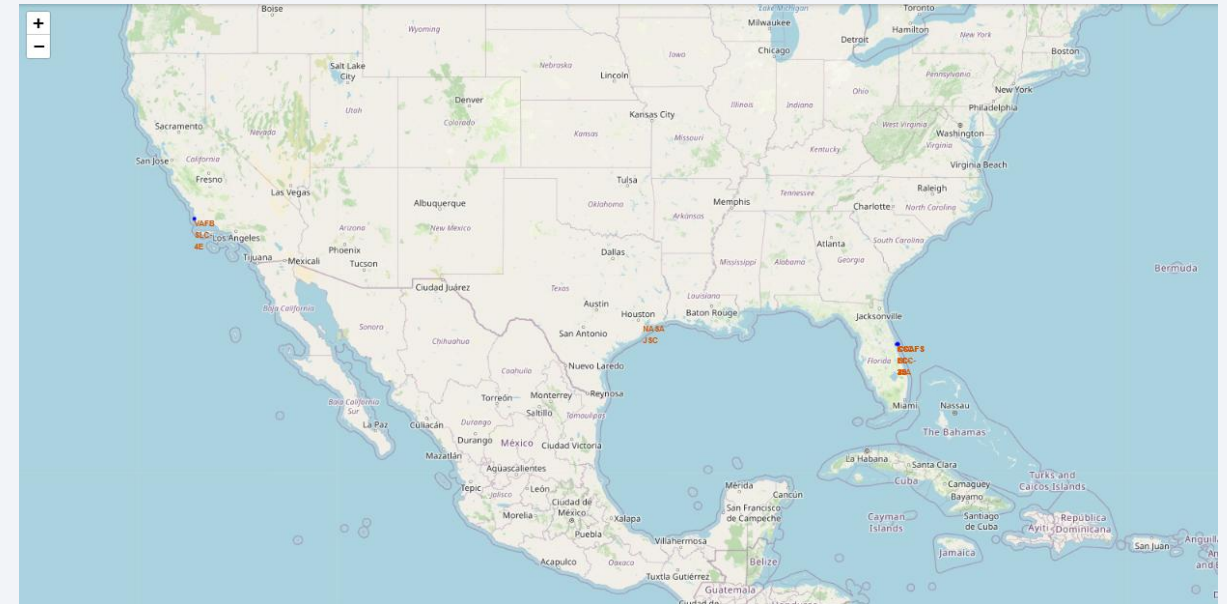 +
−
Boise
Wyoming
Lake Michigan
Milwaukee
Toronto
Hamilton
New York
Detroit
Boston
Chicago
Salt Lake
City
Nebraska
Iowa
Lincoln
Denver
Utah
Colorado
Illinois
Indiana
Ohio
Pennsylvania
New York
Philadelphia
Sacramento
Nevada
Kansas City
Kansas
Missouri
West Virginia
Washington
Virginia
San Jose
California
Fresno
Kentucky
Virginia Beach
Las Vegas
Tulsa
Raleigh
Albuquerque
Oklahoma
Memphis
Tennessee
Charlotte
North Carolina
Arkansas
VAFB
SLC-
4E
Los Angeles
Arizona
New Mexico
South Carolina
Atlanta
Tijuana
Mexicali
Phoenix
Tucson
Dallas
Mississippi
Alabama
Georgia
Bermuda
Ciudad Juárez
Texas
Louisiana
Baja California
Austin
Houston
Baton Rouge
Jacksonville
Sonora
San Antonio
NASA
JSC
Chihuahua
Florida
Coahuila
Nuevo Laredo
Torreón
Monterrey
Reynosa
Saltillo
Tamaulipas
Miami
Nassau
Baja California
Sur
La Paz
Culiacán
Durango
Durango
México
Ciudad Victoria
The Bahamas
Mazatlán
Aguascalientes
La Habana
Santa Clara
Cuba
Camagüey
Bayamo
Turks and
Caicos Islands
Tepic
Jalisco
León
Mérida
Cancún
Ciudad de
México
Morelia
Xalapa
San Francisco
de Campeche
Cayman
Islands
Santiago
de Cuba
Ayiti
República
Dominicana
Puebla
Villahermosa
Jamaica
San Juan
Acapulco
Oaxaca
Belize
Tuxtla Gutiérrez
Guatemala